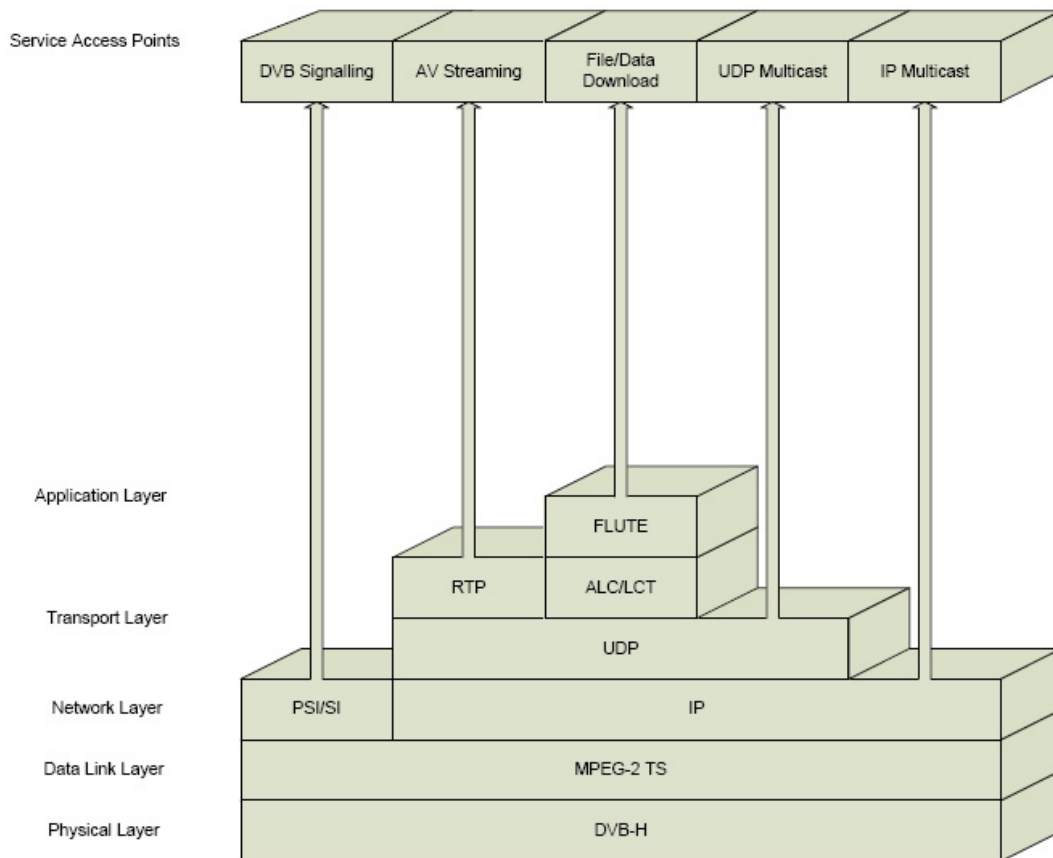 Service Access Points
DVB Signalling
AV Streaming
File/Data
Download
UDP Multicast
IP Multicast
Application Layer
FLUTE
RTP
ALC/LCT
Transport Layer
UDP
Network Layer
PSI/SI
IP
Data Link Layer
MPEG-2 TS
Physical Layer
DVB-H